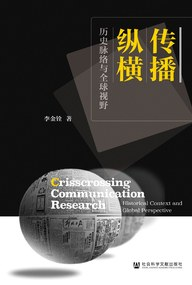 传播
纵横
历史脉络与全球视野
李金铨 著
Crisscrossing
Communication
Research
Historical Context and
Global Perspective
社会科学文献出版社